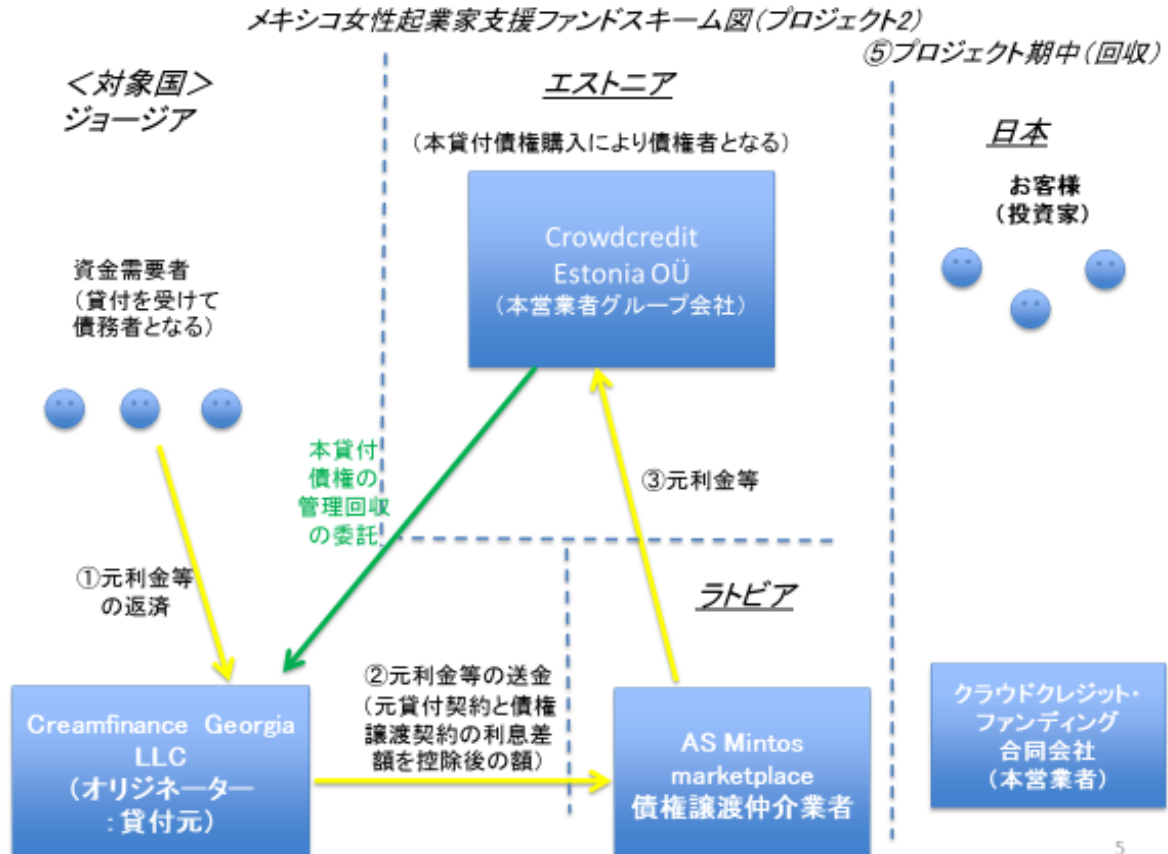 メキシコ女性起業家支援ファンドスキーム図(プロジェクト2)
⑤プロジェクト期中(回収)
＜対象国＞
ジョージア
エストニア
日本
(本貸付債権購入により債権者となる)
お客様
(投資家)
Crowdcredit
Estonia OÜ
(本営業者グループ会社)
資金需要者
(貸付を受けて
債務者となる)
本貸付
債権の
管理回収
の委託
③元利金等
①元利金等
の返済
ラトビア
②元利金等の送金
(元貸付契約と債権
譲渡契約の利息差
額を控除後の額)
Creamfinance Georgia
LLC
(オリジネーター
:貸付元)
AS Mintos
marketplace
債権譲渡仲介業者
クラウドクレジット・
ファンディング
合同会社
(本営業者)
5